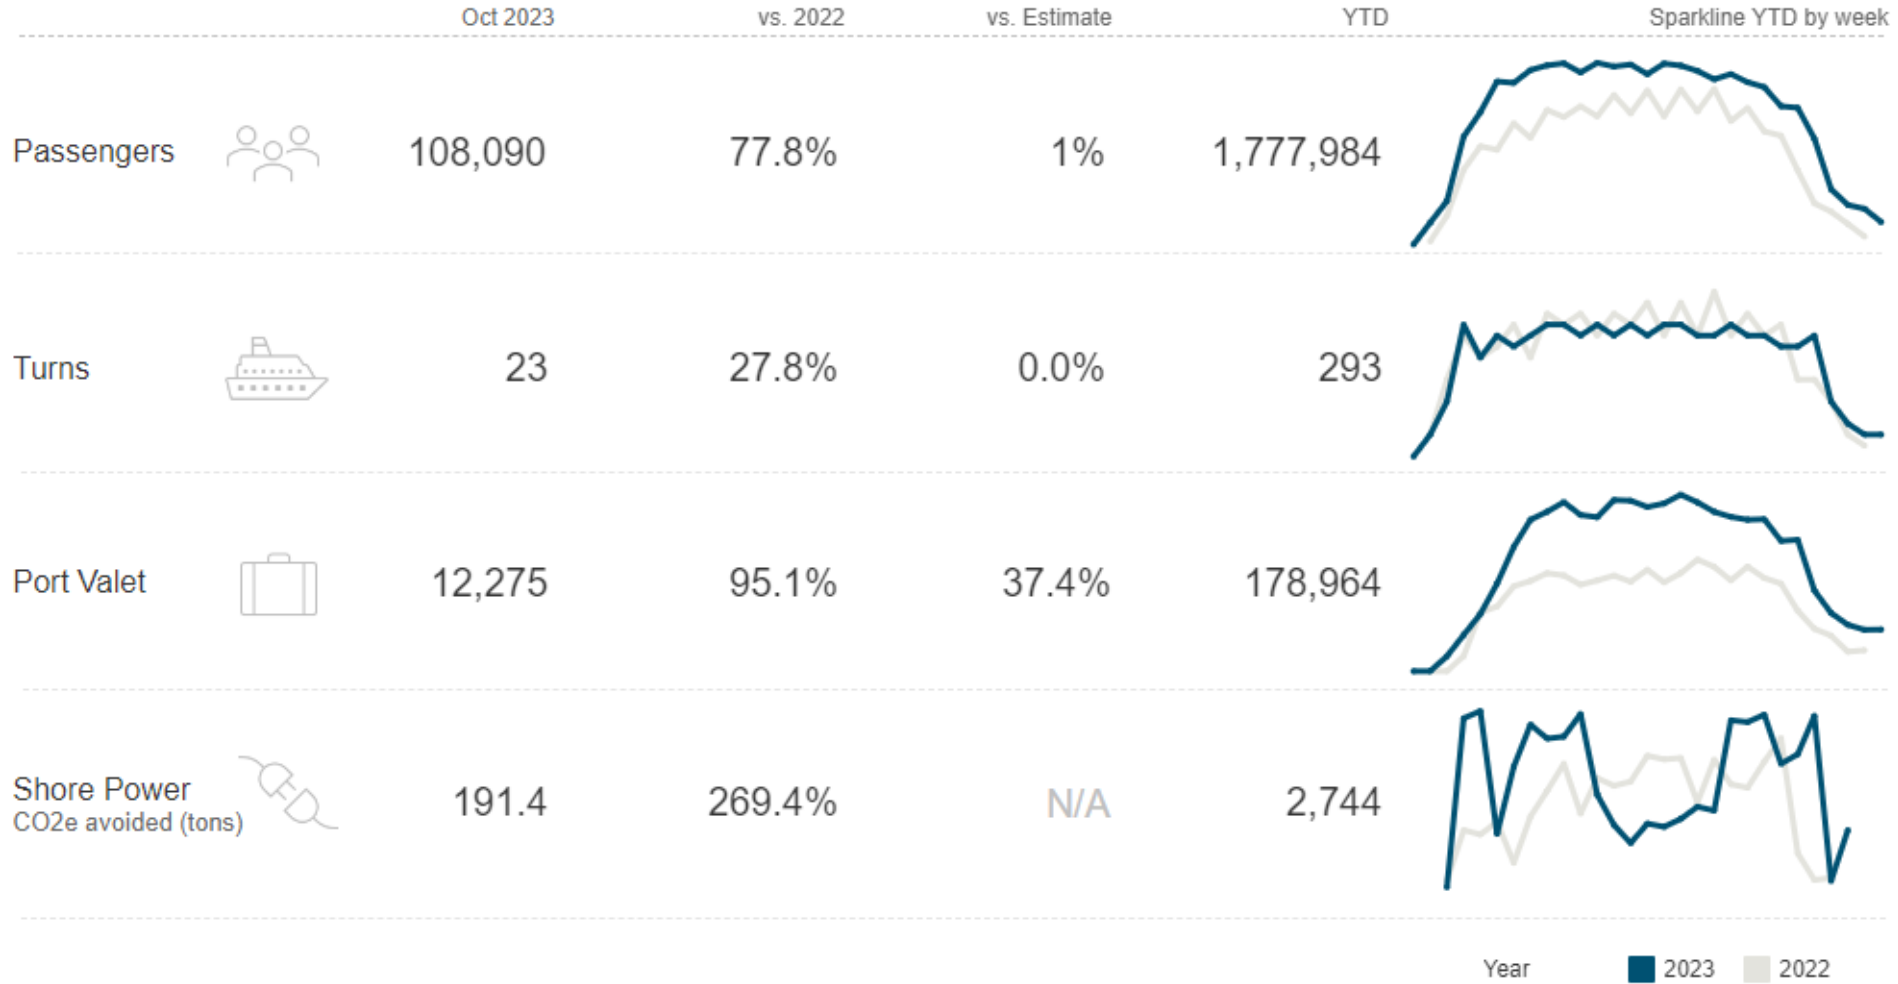 Oct 2023 vs. 2022 vs. Estimate YTD Sparkline YTD by week
Passengers 108,090 77.8% 1% 1,777,984
Turns 23 27.8% 0.0% 293
Port Valet 12,275 95.1% 37.4% 178,964
Shore Power 191.4 269.4% N/A 2,744
CO2e avoided (tons)
Year 2023 2022